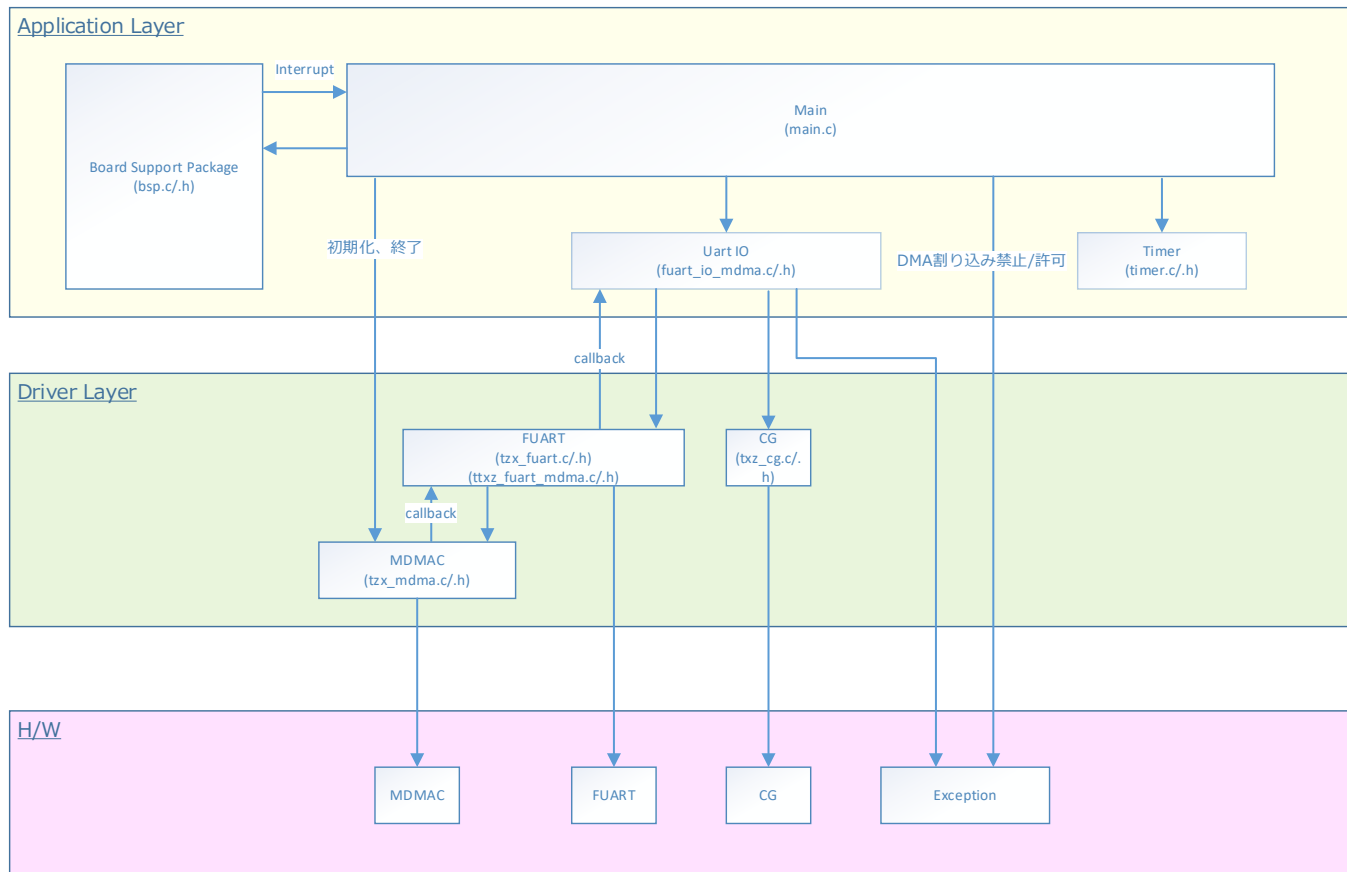 Application Layer
Interrupt
Main
(main.c)
Board Support Package
(bsp.c/.h)
初期化、終了
Uart IO
(fuart_io_mdma.c/.h)
DMA割り込み禁止/許可
Timer
(timer.c/.h)
callback
Driver Layer
FUART
(tzx_fuart.c/.h)
(ttxz_fuart_mdma.c/.h)
CG
(txz_cg.c/.
h)
callback
MDMAC
(tzx_mdma.c/.h)
H/W
MDMAC
FUART
CG
Exception